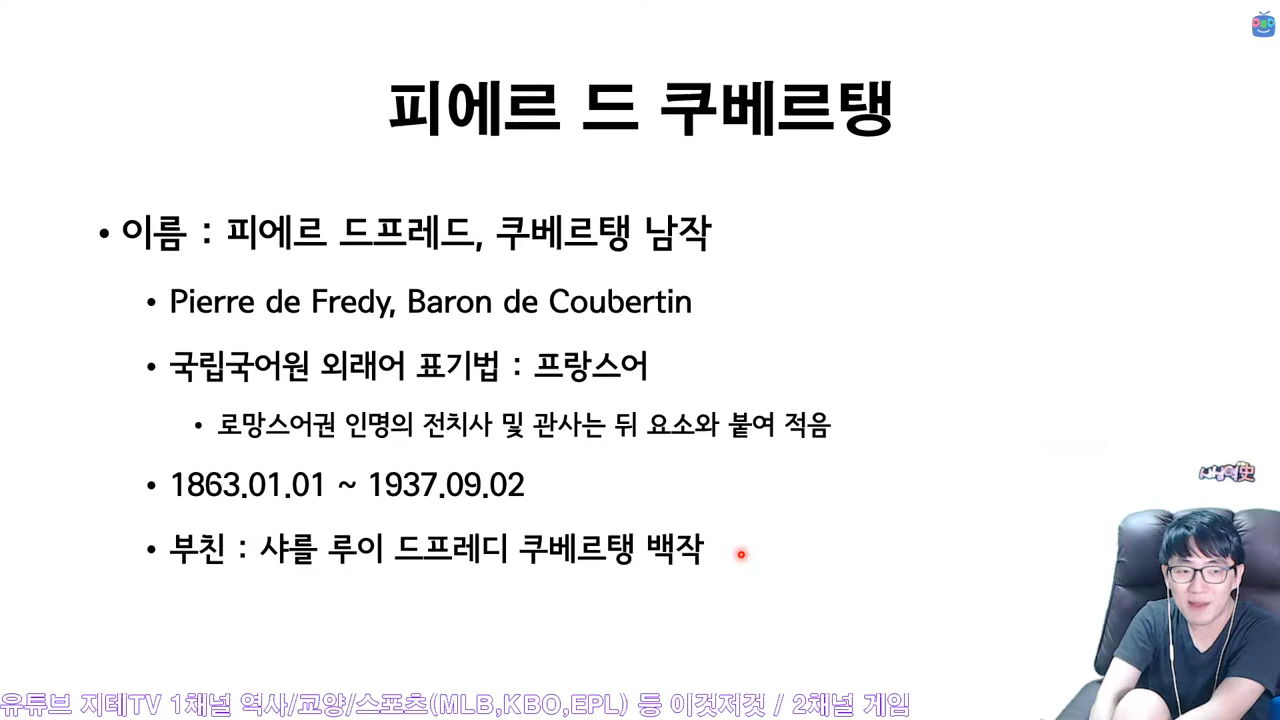 피에르 드 쿠베르탱
• 이름 : 피에르 드프레드, 쿠베르탱 남작
• Pierre de Fredy, Baron de Coubertin
• 국립국어원 외래어 표기법 : 프랑스어
• 로망스어권 인명의 전치사 및 관사는 뒤 요소와 붙여 적음
• 1863.01.01 ~ 1937.09.02
• 부친 : 샤를 루이 드프레디 쿠베르탱 백작
유튜브 지테TV 1채널 역사/교양/스포츠(MLB,KBO,EPL) 등 이것저것 / 2채널 게임